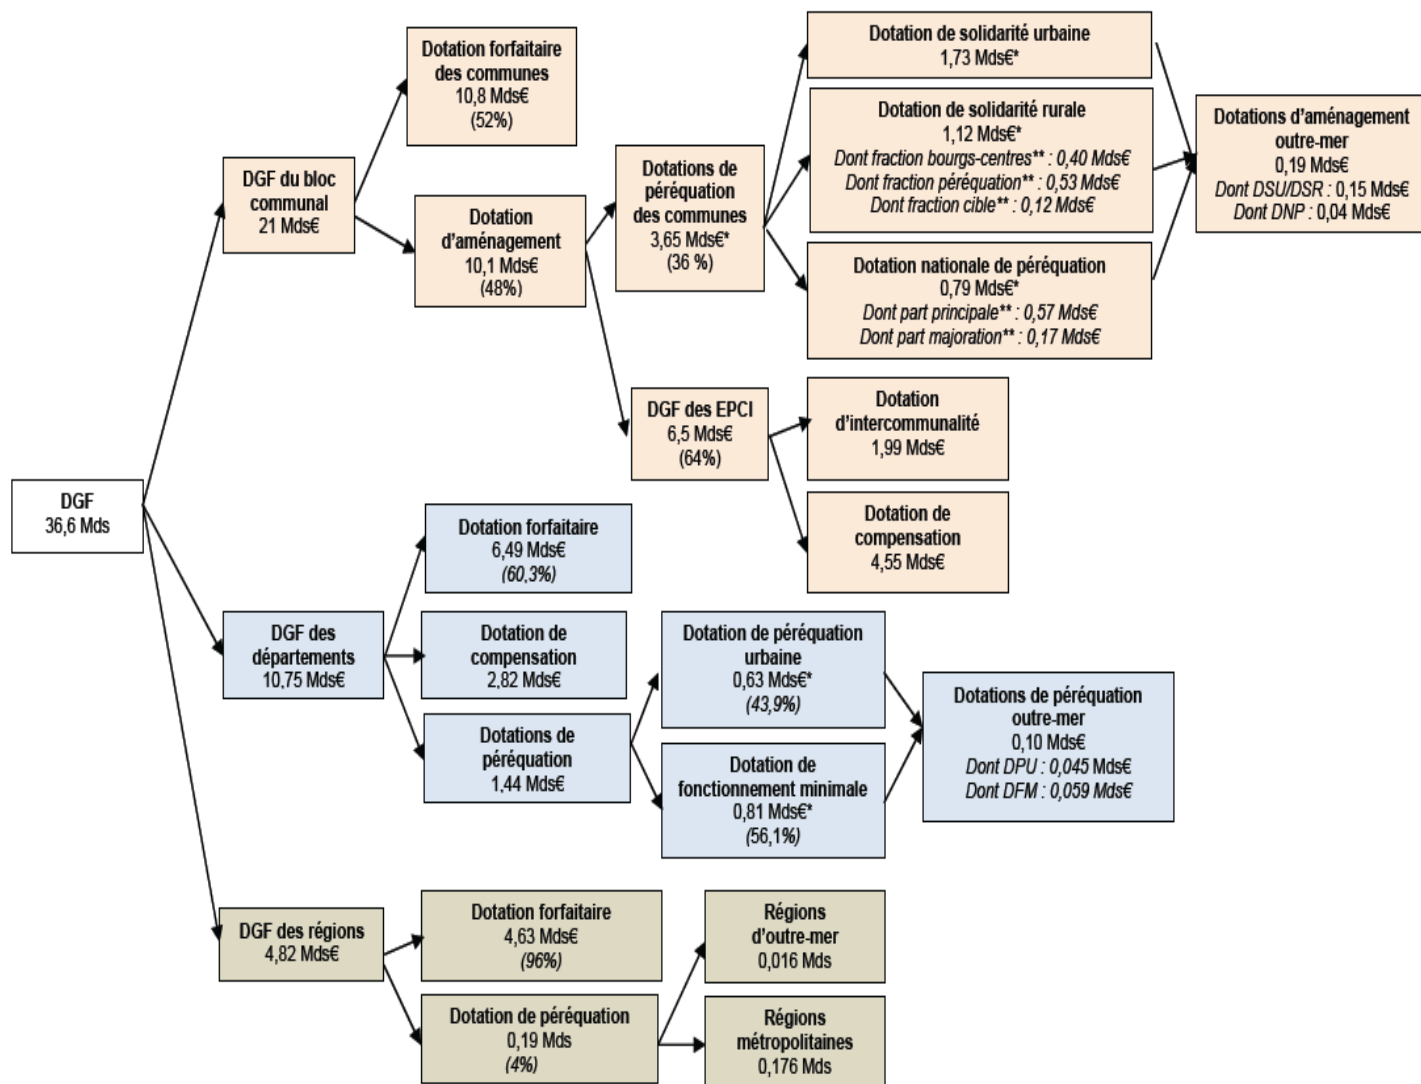 DGF
36,6 Mds
DGF du bloc
communal
21 Mds€
Dotation forfaitaire
des communes
10,8 Mds€
(52%)
Dotation
d'aménagement
10,1 Mds€
(48%)
Dotations de
péréquation
des communes
3,65 Mds€*
(36 %)
Dotation de solidarité urbaine
1,73 Mds€*
Dotation de solidarité rurale
1,12 Mds€*
Dont fraction bourgs-centres** : 0,40 Mds€
Dont fraction péréquation** : 0,53 Mds€
Dont fraction cible** : 0,12 Mds€
Dotation nationale de péréquation
0,79 Mds€*
Dont part principale** : 0,57 Mds€
Dont part majoration** : 0,17 Mds€
Dotations d'aménagement
outre-mer
0,19 Mds€
Dont DSU/DSR : 0,15 Mds€
Dont DNP : 0,04 Mds€
DGF des EPCI
6,5 Mds€
(64%)
Dotation
d'intercommunalité
1,99 Mds€
Dotation de
compensation
4,55 Mds€
DGF des
départements
10,75 Mds€
Dotation forfaitaire
6,49 Mds€
(60,3%)
Dotation de
compensation
2,82 Mds€
Dotations de
péréquation
1,44 Mds€
Dotation de péréquation
urbaine
0,63 Mds€*
(43,9%)
Dotation de
fonctionnement minimale
0,81 Mds€*
(56,1%)
Dotations de péréquation
outre-mer
0,10 Mds€
Dont DPU : 0,045 Mds€
Dont DFM : 0,059 Mds€
DGF des régions
4,82 Mds€
Dotation forfaitaire
4,63 Mds€
(96%)
Dotation de péréquation
0,19 Mds
(4%)
Régions
d'outre-mer
0,016 Mds
Régions
métropolitaines
0,176 Mds